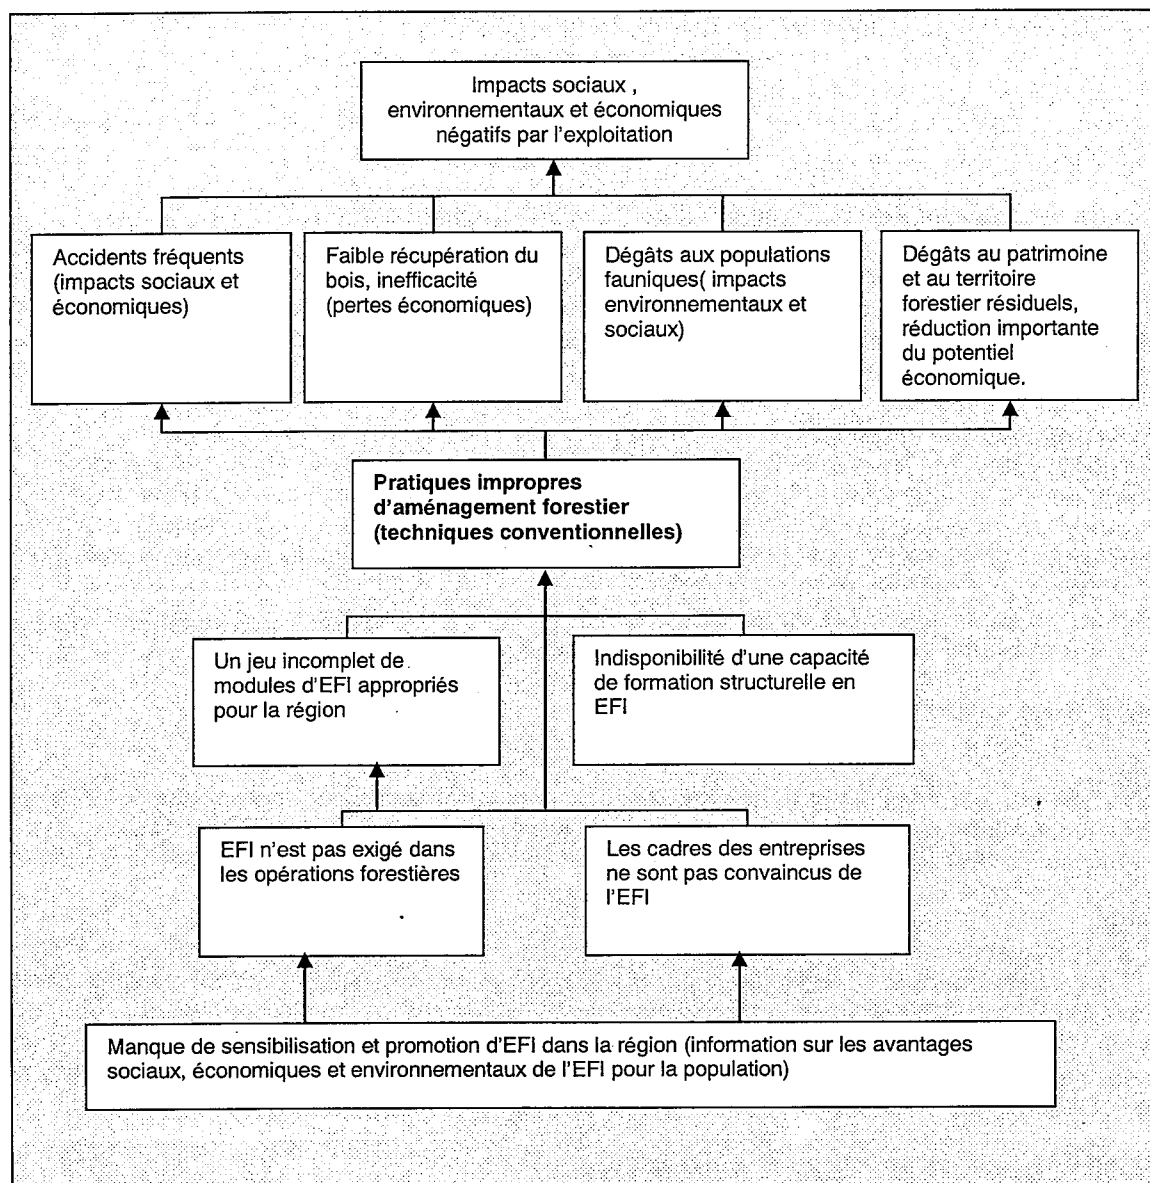 Impacts sociaux ,
environnementaux et économiques
négatifs par l'exploitation
Accidents fréquents
(impacts sociaux et
économiques)
Faible récupération du
bois, inefficacité
(pertes économiques)
Dégâts aux populations
fauniques( impacts
environnementaux et
sociaux)
Dégâts au patrimoine
et au territoire
forestier résiduels,
réduction importante
du potentiel
économique.
Pratiques impropres
d'aménagement forestier
(techniques conventionnelles)
Un jeu incomplet de
modules d'EFI appropriés
pour la région
Indisponibilité d'une capacité
de formation structurelle en
EFI
EFI n'est pas exigé dans
les opérations forestières
Les cadres des entreprises
ne sont pas convaincus de
l'EFI
Manque de sensibilisation et promotion d'EFI dans la région (information sur les avantages
sociaux, économiques et environnementaux de l'EFI pour la population)